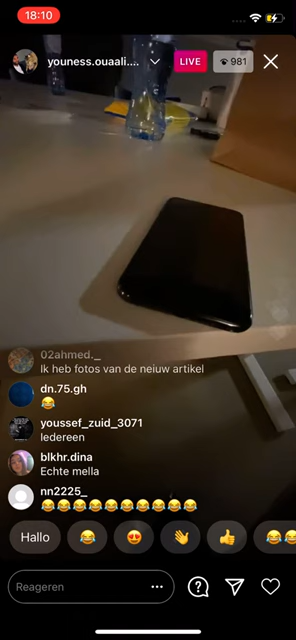 18:10
youness.ouaali....
LIVE
981
02ahmed._
Ik heb fotos van de neiuw artikel
dn.75.gh
😂
youssef_zuid_3071
Iedereen
blkhr.dina
Echte mella
nn2225_
😂😂😂😂😂😂😂😂😂😂
Hallo 😂 😍 👋 👍 😂😂
Reageren